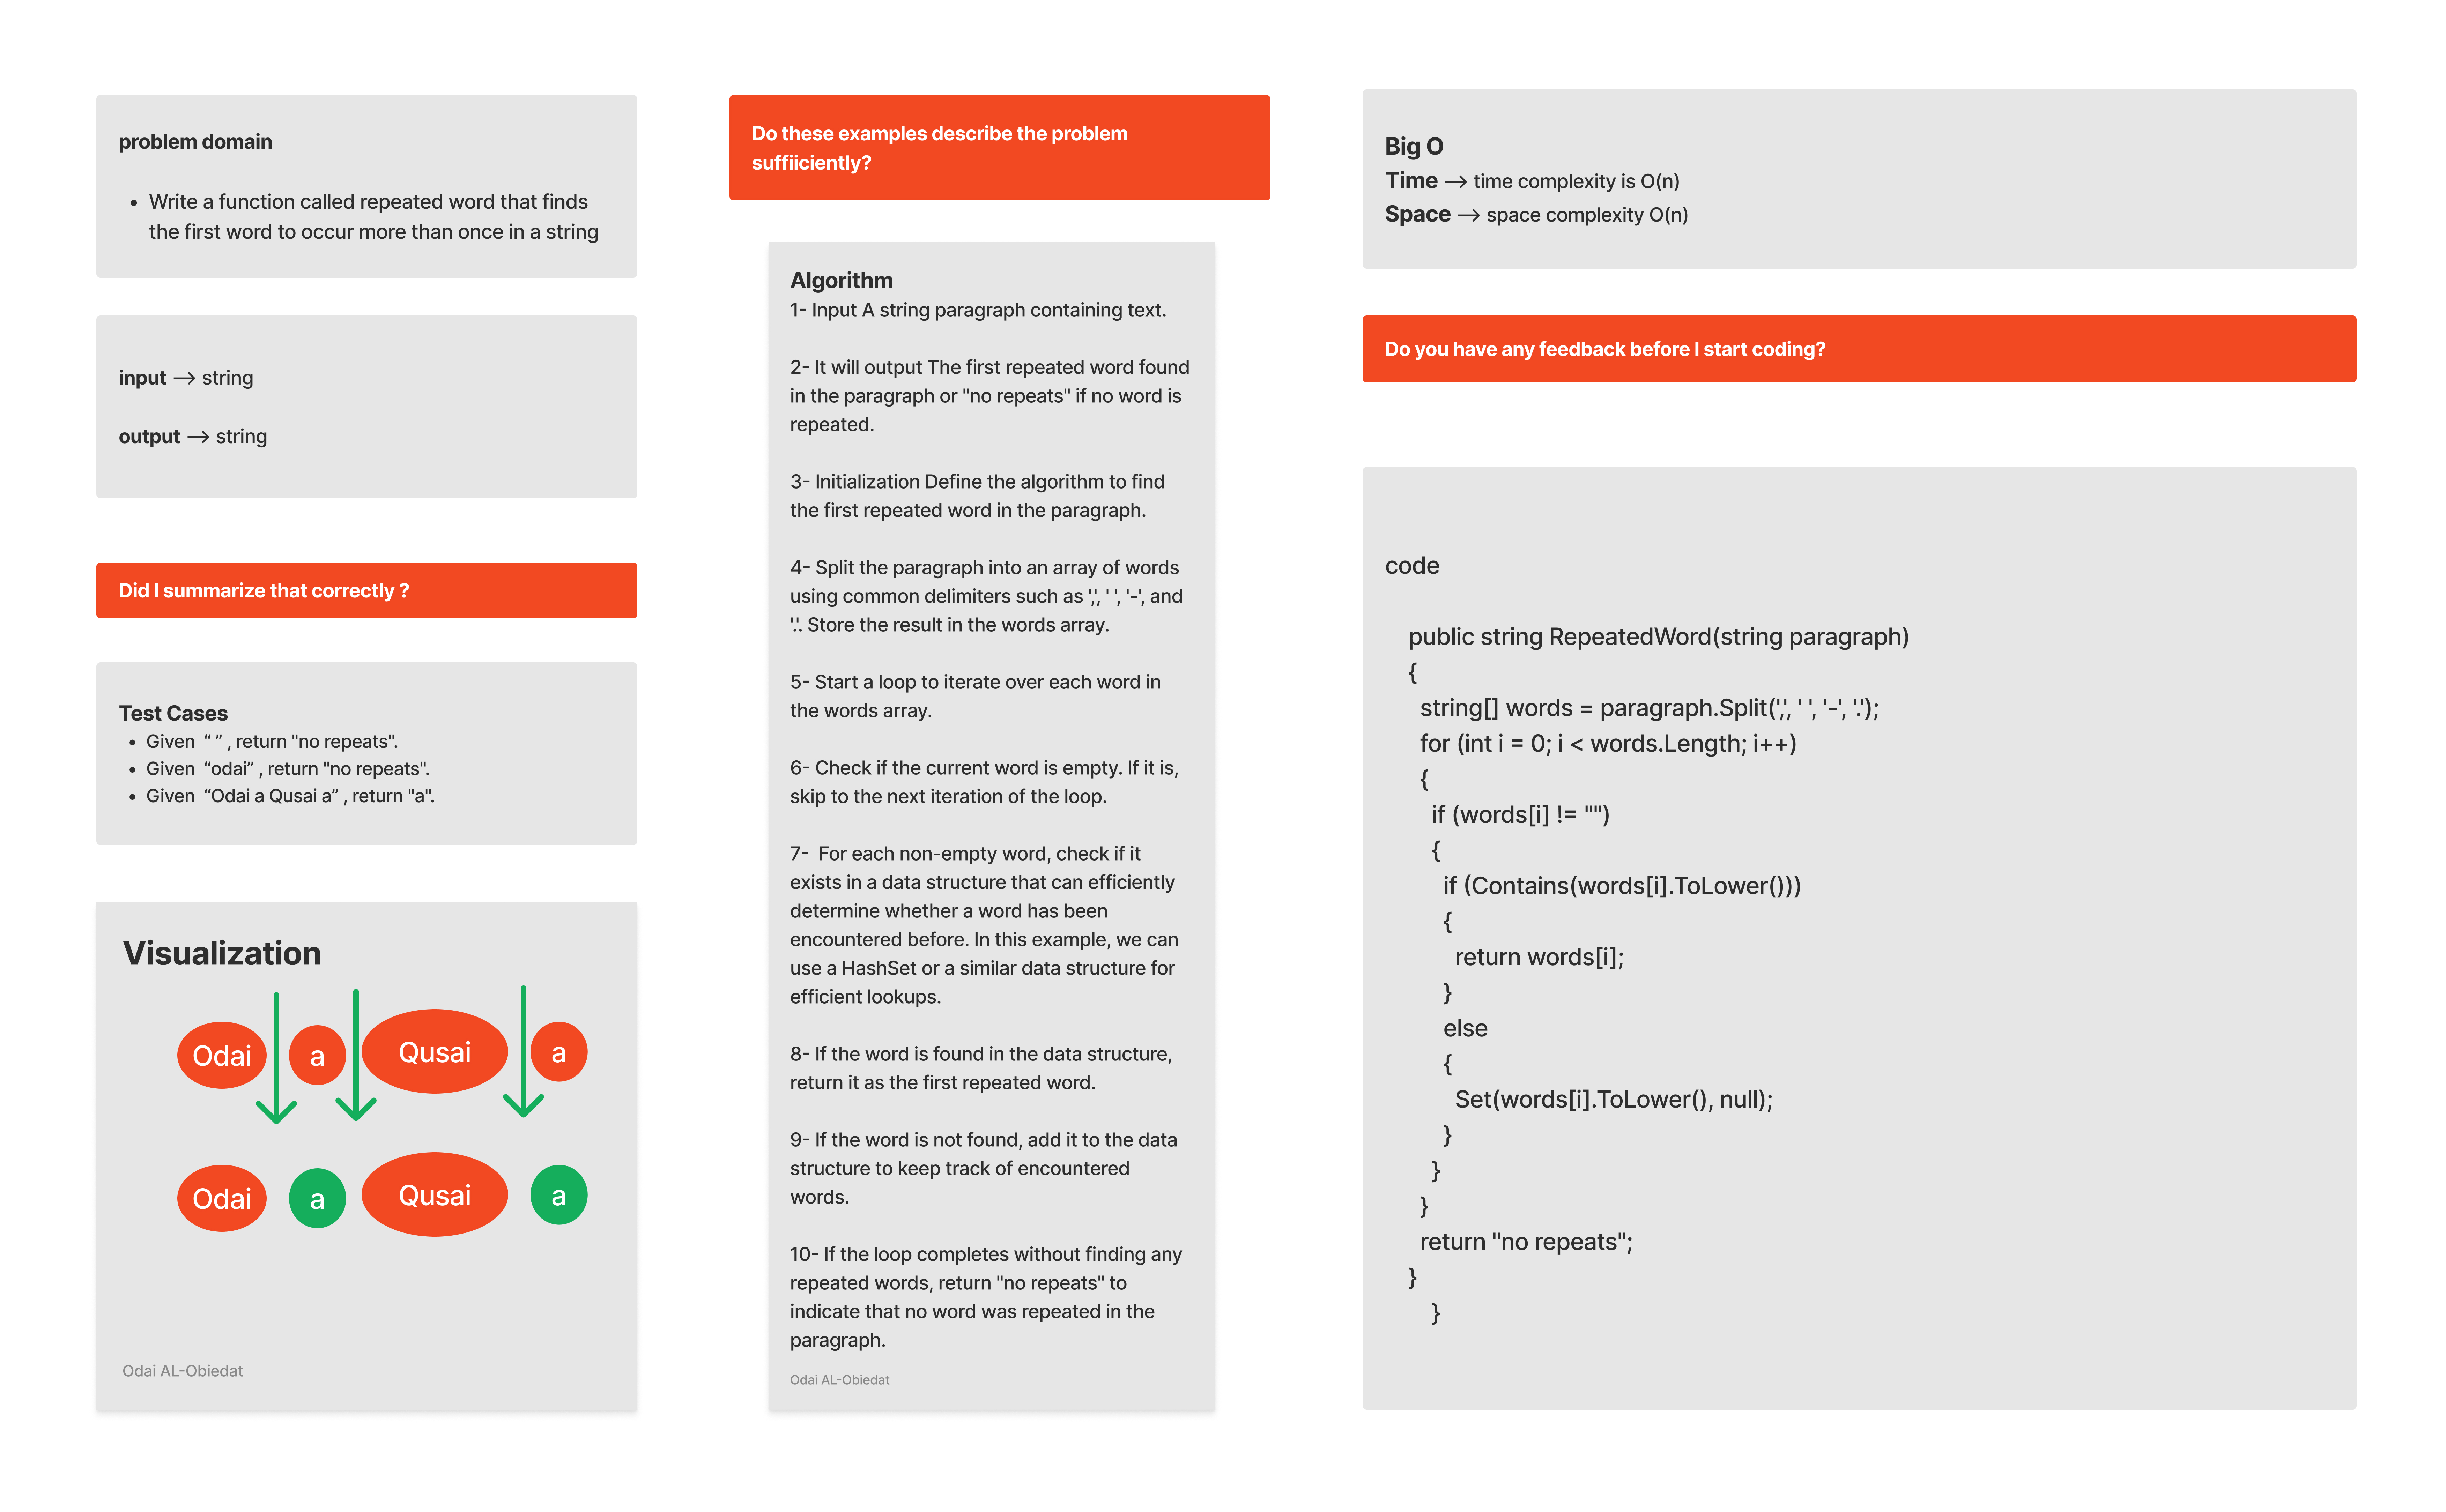 problem domain
• Write a function called repeated word that finds
the first word to occur more than once in a string
input → string
output → string
Did I summarize that correctly ?
Test Cases
• Given “ ” , return "no repeats".
• Given “odai” , return "no repeats".
• Given “Odai a Qusai a” , return "a".
Visualization
Odai a Qusai a
Odai a Qusai a
Odai AL-Obiedat
Do these examples describe the problem
suffiiciently?
Algorithm
1- Input A string paragraph containing text.
2- It will output The first repeated word found
in the paragraph or "no repeats" if no word is
repeated.
3- Initialization Define the algorithm to find
the first repeated word in the paragraph.
4- Split the paragraph into an array of words
using common delimiters such as ',', ' ', '-', and
'.'. Store the result in the words array.
5- Start a loop to iterate over each word in
the words array.
6- Check if the current word is empty. If it is,
skip to the next iteration of the loop.
7-  For each non-empty word, check if it
exists in a data structure that can efficiently
determine whether a word has been
encountered before. In this example, we can
use a HashSet or a similar data structure for
efficient lookups.
8- If the word is found in the data structure,
return it as the first repeated word.
9- If the word is not found, add it to the data
structure to keep track of encountered
words.
10- If the loop completes without finding any
repeated words, return "no repeats" to
indicate that no word was repeated in the
paragraph.
Odai AL-Obiedat
Big O
Time → time complexity is O(n)
Space → space complexity O(n)
Do you have any feedback before I start coding?
code
public string RepeatedWord(string paragraph)
{
string[] words = paragraph.Split(',', ' ', '-', '.');
for (int i = 0; i < words.Length; i++)
{
if (words[i] != "")
{
if (Contains(words[i].ToLower()))
{
return words[i];
}
else
{
Set(words[i].ToLower(), null);
}
}
}
return "no repeats";
}
}